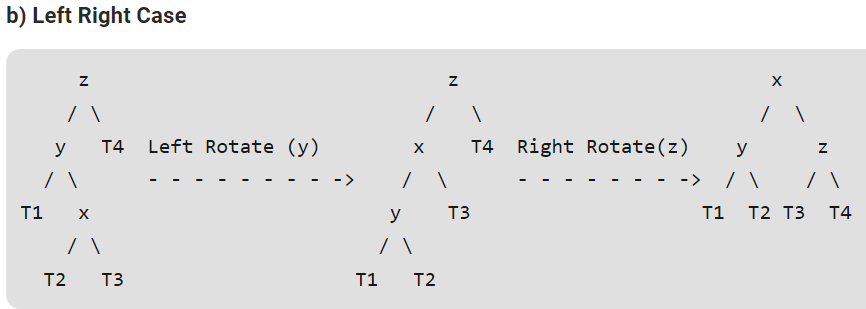 b) Left Right Case
z z x
/ \ / \ / \
y T4 Left Rotate (y) x T4 Right Rotate(z) y z
/ \ - - - - - - - - -> / \ - - - - - - - -> / \ / \
T1 x y T3 T1 T2 T3 T4
/ \ / \
T2 T3 T1 T2